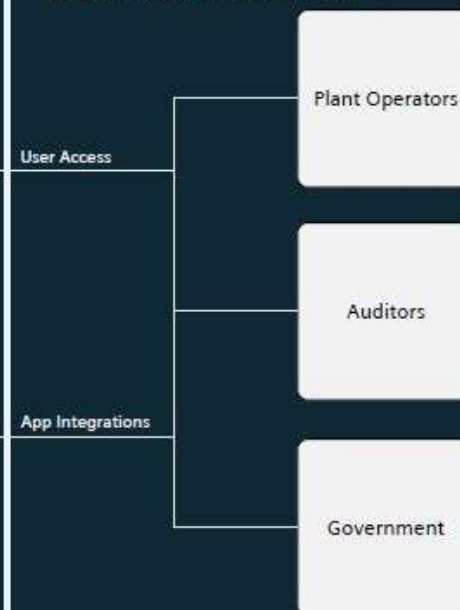 Plant Operators
User Access
Auditors
App Integrations
Government